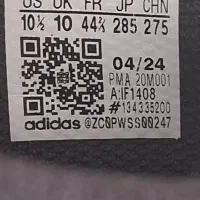 US UK FR JP CHN
10½ 10 44⅔ 285 275
04/24
PMA 20M001
A:IF1408
#134335200
adidas @ZC0PWSS00247